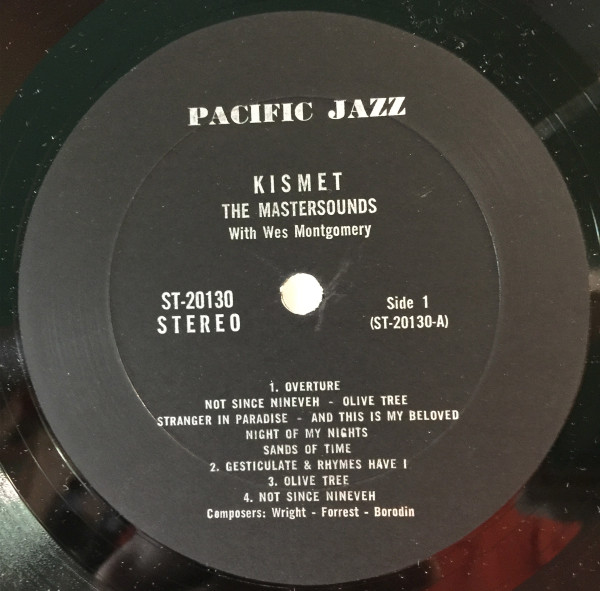 PACIFIC JAZZ
KISMET
THE MASTERSOUNDS
With Wes Montgomery
ST-20130
STEREO
Side 1
(ST-20130-A)
1. OVERTURE
NOT SINCE NINEVEH - OLIVE TREE
STRANGER IN PARADISE - AND THIS IS MY BELOVED
NIGHT OF MY NIGHTS
SANDS OF TIME
2. GESTICULATE & RHYMES HAVE I
3. OLIVE TREE
4. NOT SINCE NINEVEH
Composers: Wright - Forrest - Borodin